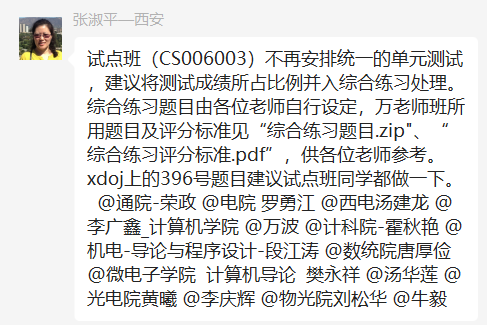 张淑平—西安
试点班（CS006003）不再安排统一的单元测试
，建议将测试成绩所占比例并入综合练习处理。
综合练习题目由各位老师自行设定，万老师班所
用题目及评分标准见“综合练习题目.zip"、 “
综合练习评分标准.pdf”，供各位老师参考。
xdoj上的396号题目建议试点班同学都做一下。
@通院-荣政 @电院 罗勇江 @西电汤建龙 @
李广鑫_计算机学院 @万波 @计科院-霍秋艳 @
机电-导论与程序设计-段江涛 @数统院唐厚俭
@微电子学院 计算机导论 樊永祥 @汤华莲 @
光电院黄曦 @李庆辉 @物光院刘松华 @牛毅